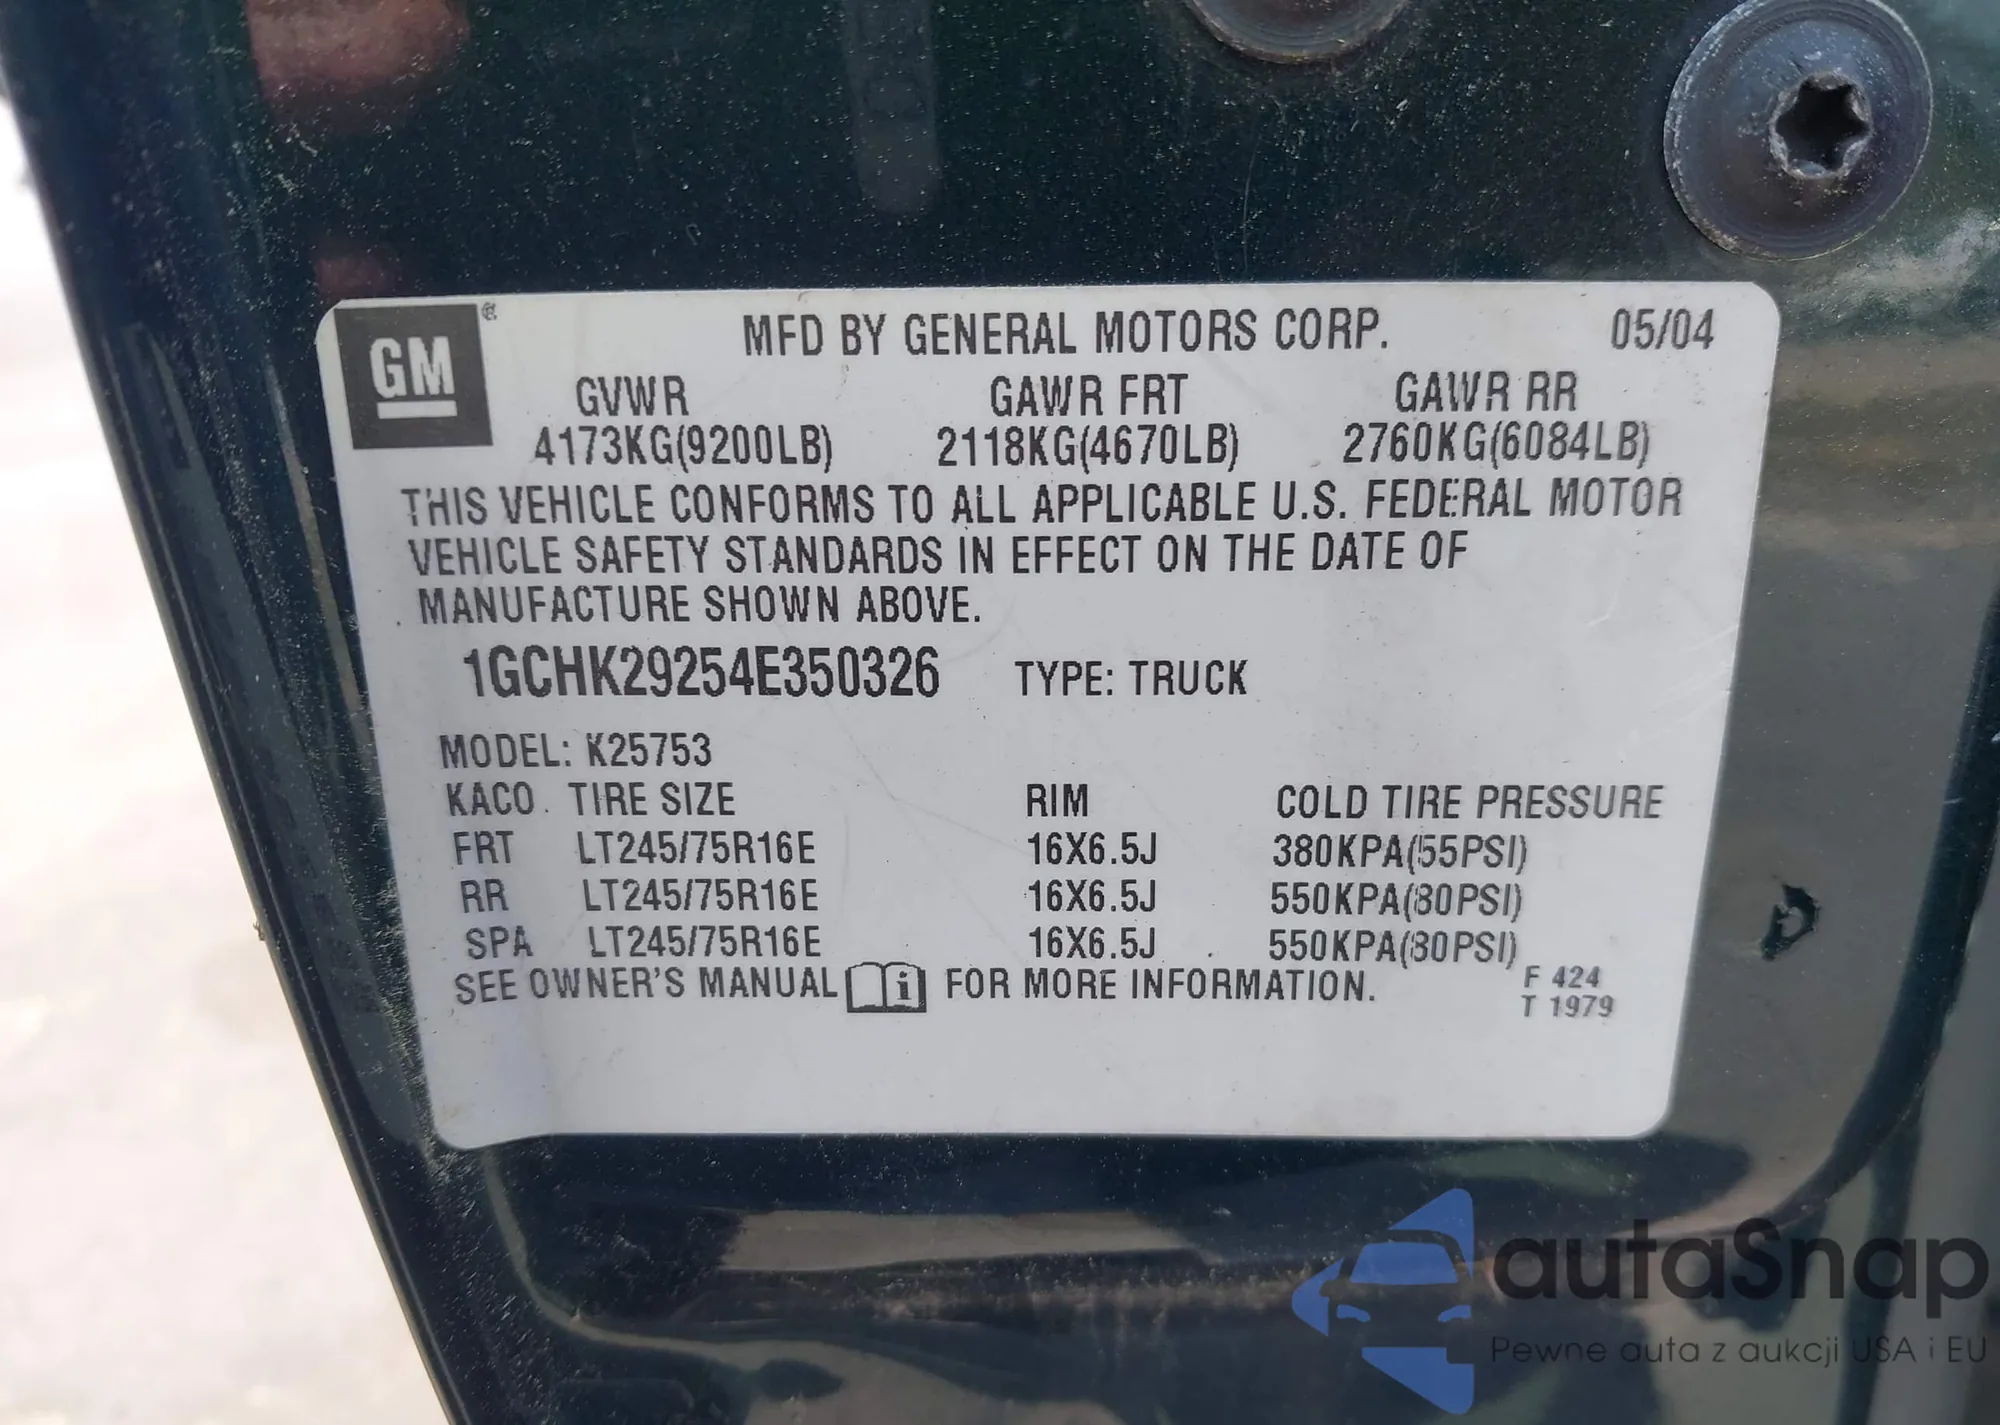 GM ®
MFD BY GENERAL MOTORS CORP. 05/04
GVWR GAWR FRT GAWR RR
4173KG(9200LB) 2118KG(4670LB) 2760KG(6084LB)
THIS VEHICLE CONFORMS TO ALL APPLICABLE U.S. FEDERAL MOTOR
VEHICLE SAFETY STANDARDS IN EFFECT ON THE DATE OF
MANUFACTURE SHOWN ABOVE.
1GCHK29254E350326 TYPE: TRUCK
MODEL: K25753
KACO TIRE SIZE RIM COLD TIRE PRESSURE
FRT LT245/75R16E 16X6.5J 380KPA(55PSI)
RR LT245/75R16E 16X6.5J 550KPA(80PSI)
SPA LT245/75R16E 16X6.5J 550KPA(80PSI)
SEE OWNER'S MANUAL i FOR MORE INFORMATION.
F 424
T 1979
autaSnap
Pewne auta z aukcji USA i EU